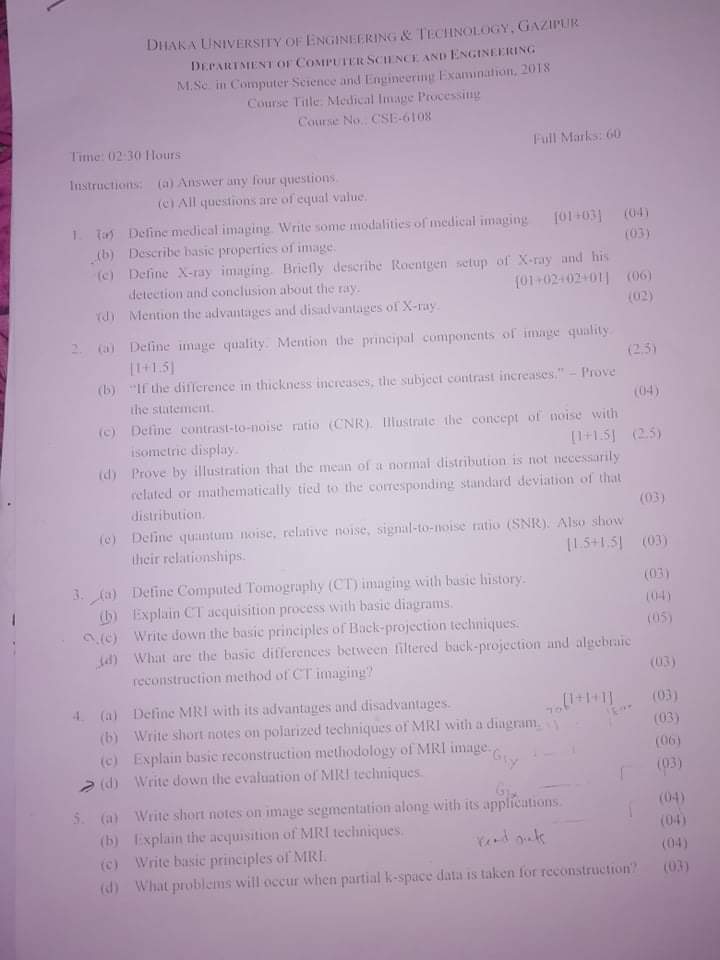 DHAKA UNIVERSITY OF ENGINEERING & TECHNOLOGY, GAZIPUR
DEPARTMENT OF COMPUTER SCIENCE AND ENGINEERING
M.Sc. in Computer Science and Engineering Examination, 2018
Course Title: Medical Image Processing
Course No.: CSE-6108
Time: 02:30 Hours Full Marks: 60
Instructions: (a) Answer any four questions.
(c) All questions are of equal value.
1. (a) Define medical imaging. Write some modalities of medical imaging. [01+03] (04)
(b) Describe basic properties of image. (03)
(c) Define X-ray imaging. Briefly describe Roentgen setup of X-ray and his
detection and conclusion about the ray. [01+02+02+01] (06)
(d) Mention the advantages and disadvantages of X-ray. (02)
2. (a) Define image quality. Mention the principal components of image quality.
[1+1.5] (2.5)
(b) "If the difference in thickness increases, the subject contrast increases." – Prove
the statement. (04)
(c) Define contrast-to-noise ratio (CNR). Illustrate the concept of noise with
isometric display. [1+1.5] (2.5)
(d) Prove by illustration that the mean of a normal distribution is not necessarily
related or mathematically tied to the corresponding standard deviation of that
distribution. (03)
(e) Define quantum noise, relative noise, signal-to-noise ratio (SNR). Also show
their relationships. [1.5+1.5] (03)
3. (a) Define Computed Tomography (CT) imaging with basic history. (03)
(b) Explain CT acquisition process with basic diagrams. (04)
(c) Write down the basic principles of Back-projection techniques. (05)
(d) What are the basic differences between filtered back-projection and algebraic
reconstruction method of CT imaging? (03)
4. (a) Define MRI with its advantages and disadvantages. [1+1+1] (03)
(b) Write short notes on polarized techniques of MRI with a diagram. (03)
(c) Explain basic reconstruction methodology of MRI image. (06)
Gy
(d) Write down the evaluation of MRI techniques. (03)
Gx
5. (a) Write short notes on image segmentation along with its applications. (04)
(b) Explain the acquisition of MRI techniques. (04)
(c) Write basic principles of MRI. (04)
(d) What problems will occur when partial k-space data is taken for reconstruction? (03)